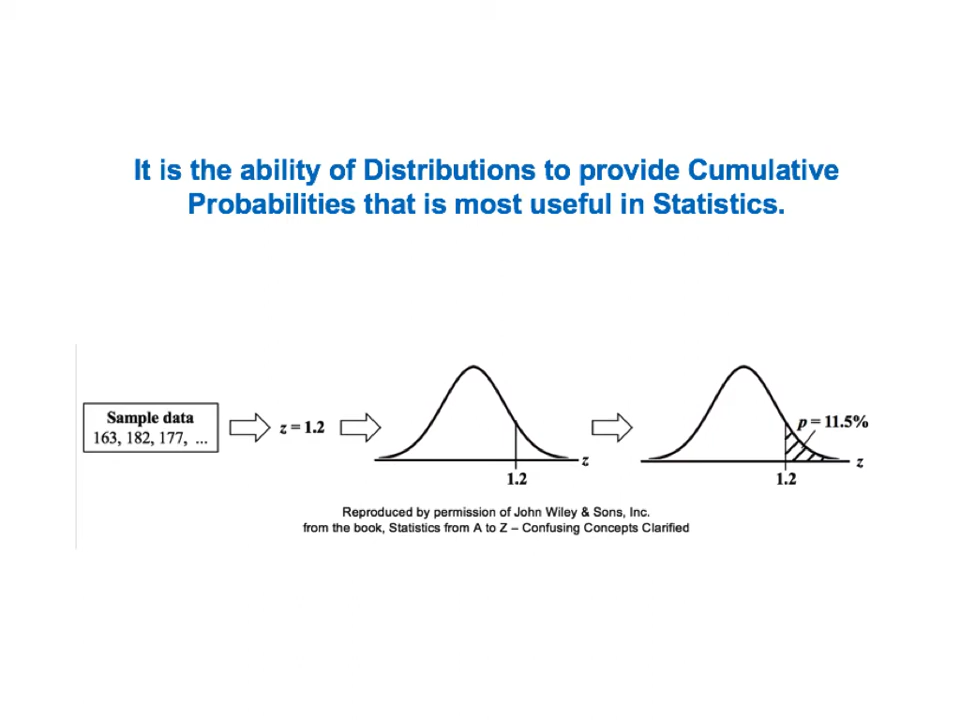 It is the ability of Distributions to provide Cumulative
Probabilities that is most useful in Statistics.
Sample data
163, 182, 177, ...
z = 1.2
z
1.2
p = 11.5%
z
1.2
Reproduced by permission of John Wiley & Sons, Inc.
from the book, Statistics from A to Z – Confusing Concepts Clarified